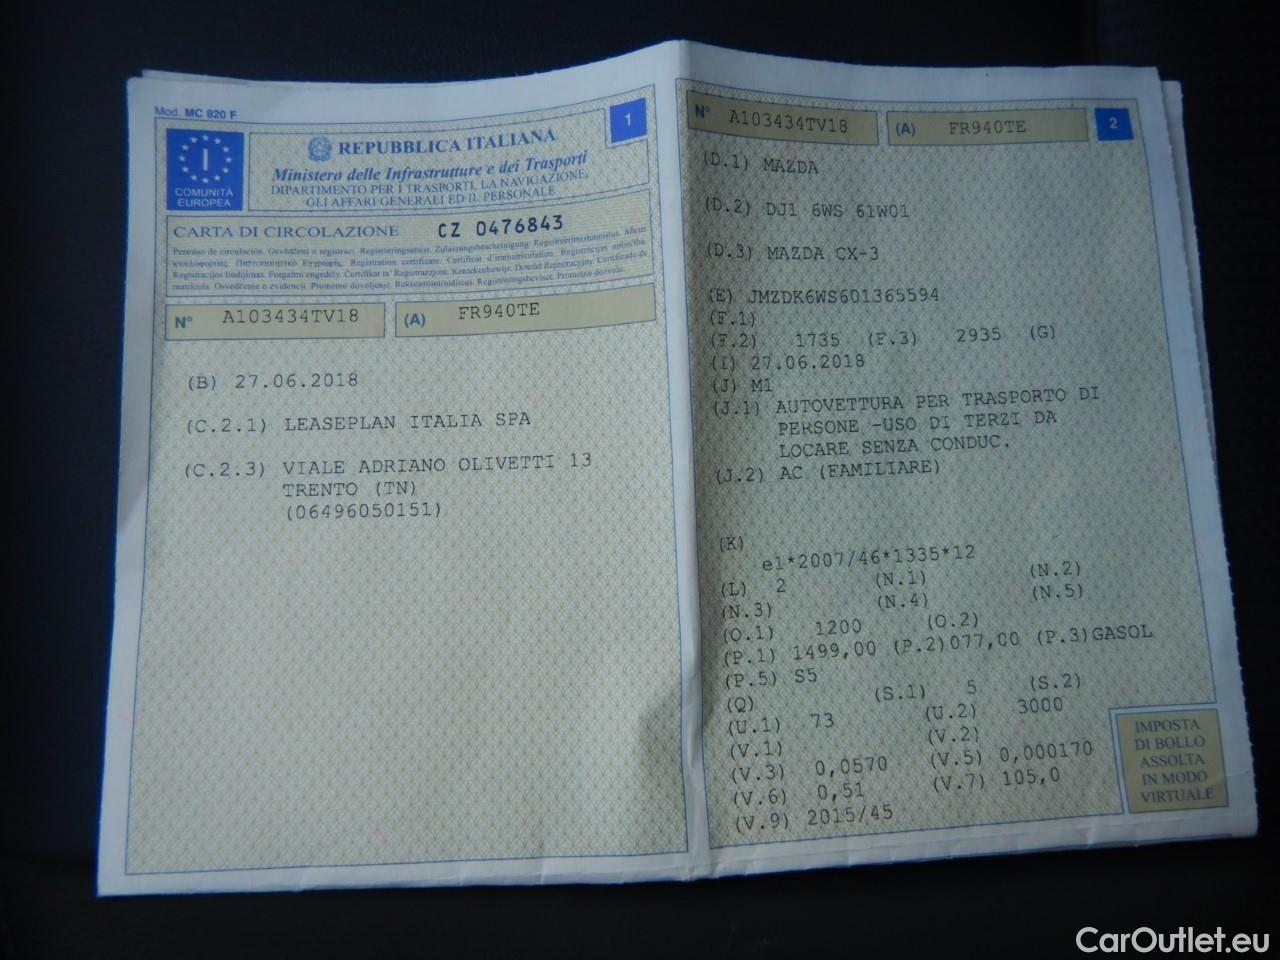 Mod. MC 820 F
1
I
COMUNITÀ
EUROPEA
REPUBBLICA ITALIANA
Ministero delle Infrastrutture e dei Trasporti
DIPARTIMENTO PER I TRASPORTI, LA NAVIGAZIONE,
GLI AFFARI GENERALI ED IL PERSONALE
CARTA DI CIRCOLAZIONE CZ 0476843
N° A103434TV18 (A) FR940TE
(B) 27.06.2018
(C.2.1) LEASEPLAN ITALIA SPA
(C.2.3) VIALE ADRIANO OLIVETTI 13
TRENTO (TN)
(06496050151)
N° A103434TV18 (A) FR940TE 2
(D.1) MAZDA
(D.2) DJ1 6WS 61W01
(D.3) MAZDA CX-3
(E) JMZDK6WS601365594
(F.1)
(F.2) 1735 (F.3) 2935 (G)
(I) 27.06.2018
(J) M1
(J.1) AUTOVETTURA PER TRASPORTO DI
PERSONE -USO DI TERZI DA
LOCARE SENZA CONDUC.
(J.2) AC (FAMILIARE)
(K)
e1*2007/46*1335*12
(L) 2 (N.1) (N.2)
(N.3) (N.4) (N.5)
(O.1) 1200 (O.2)
(P.1) 1499,00 (P.2)077,00 (P.3)GASOL
(P.5) S5
(Q) (S.1) 5 (S.2)
(U.1) 73 (U.2) 3000
(V.1) (V.2)
(V.3) 0,0570 (V.5) 0,000170
(V.6) 0,51 (V.7) 105,0
(V.9) 2015/45
IMPOSTA
DI BOLLO
ASSOLTA
IN MODO
VIRTUALE
CarOutlet.eu